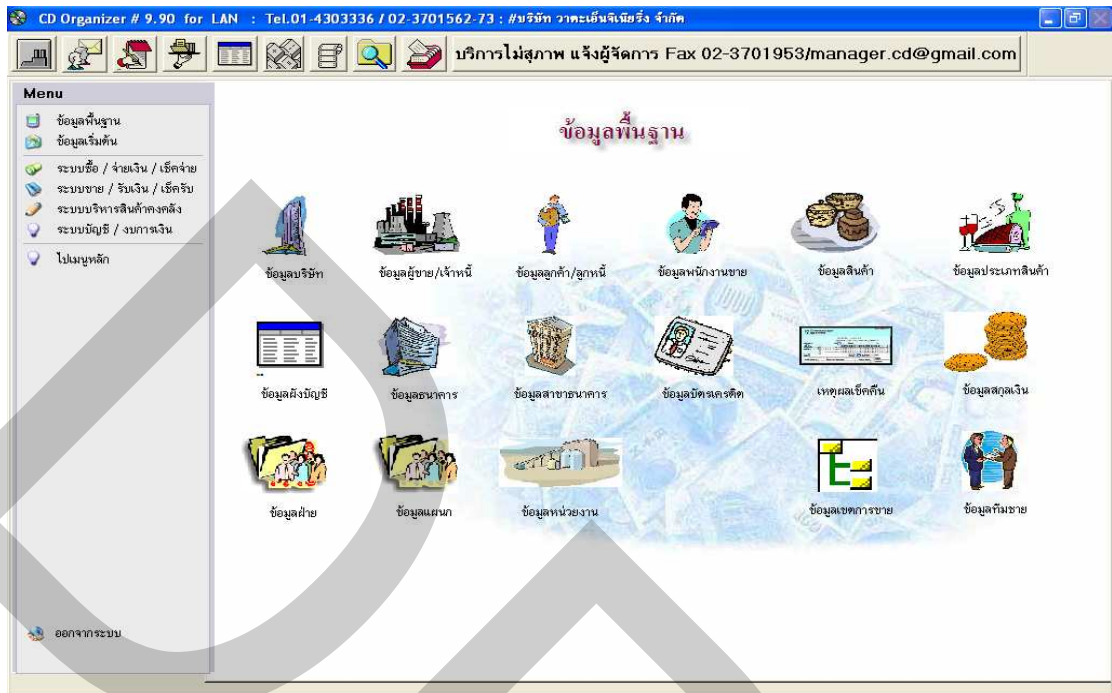 CD Organizer # 9.90 for LAN : Tel.01-4303336 / 02-3701562-73 : #บริษัท วาตะเอ็นจิเนียริ่ง จำกัด
บริการไม่สุภาพ แจ้งผู้จัดการ Fax 02-3701953/manager.cd@gmail.com
Menu
ข้อมูลพื้นฐาน
ข้อมูลเริ่มต้น
ระบบซื้อ / จ่ายเงิน / เช็คจ่าย
ระบบขาย / รับเงิน / เช็ครับ
ระบบบริหารสินค้าคงคลัง
ระบบบัญชี / งบการเงิน
ไปเมนูหลัก
ออกจากระบบ
ข้อมูลพื้นฐาน
ข้อมูลบริษัท ข้อมูลผู้ขาย/เจ้าหนี้ ข้อมูลลูกค้า/ลูกหนี้ ข้อมูลพนักงานขาย ข้อมูลสินค้า ข้อมูลประเภทสินค้า
ข้อมูลผังบัญชี ข้อมูลธนาคาร ข้อมูลสาขาธนาคาร ข้อมูลบัตรเครดิต เหตุผลเช็คคืน ข้อมูลสกุลเงิน
ข้อมูลฝ่าย ข้อมูลแผนก ข้อมูลหน่วยงาน ข้อมูลเขตการขาย ข้อมูลทีมขาย